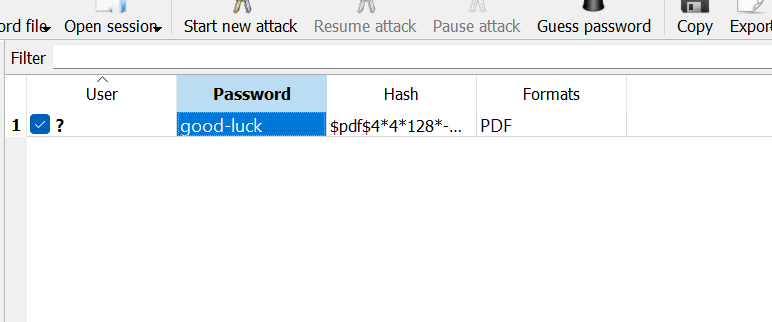 ord file Open session Start new attack Resume attack Pause attack Guess password Copy Export
Filter
User Password Hash Formats
1 ? good-luck $pdf$4*4*128*-... PDF